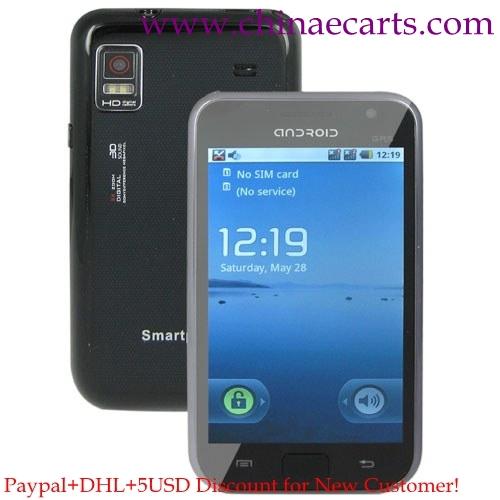 www.chinaecarts.com!
HD
3D
SOUND
DIGITAL
ANDROID
12:19
No SIM card
(No service)
12:19
Saturday, May 28
Smartp
Paypal+DHL+5USD Discount for New Customer!